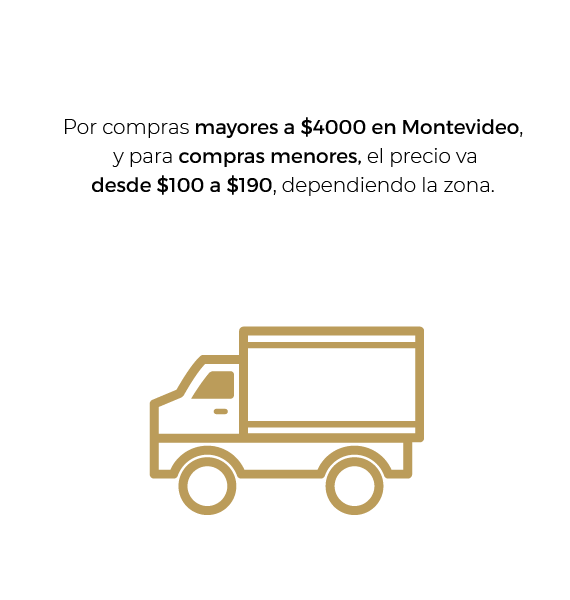 Por compras mayores a $4000 en Montevideo,
y para compras menores, el precio va
desde $100 a $190, dependiendo la zona.